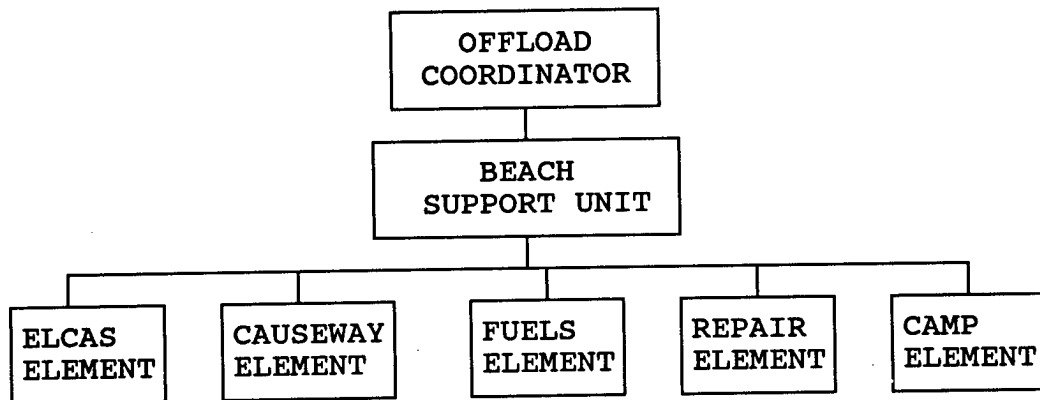 OFFLOAD
COORDINATOR
BEACH
SUPPORT UNIT
ELCAS
ELEMENT
CAUSEWAY
ELEMENT
FUELS
ELEMENT
REPAIR
ELEMENT
CAMP
ELEMENT